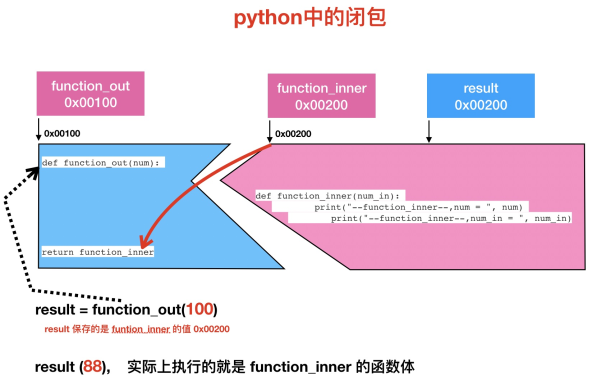 python中的闭包
function_out
0x00100
function_inner
0x00200
result
0x00200
0x00100
0x00200
def function_out(num):
def function_inner(num_in):
print("--function_inner--,num = ", num)
print("--function_inner--,num_in = ", num_in)
return function_inner
result = function_out(100)
result 保存的是 funtion_inner 的值 0x00200
result (88), 实际上执行的就是 function_inner 的函数体